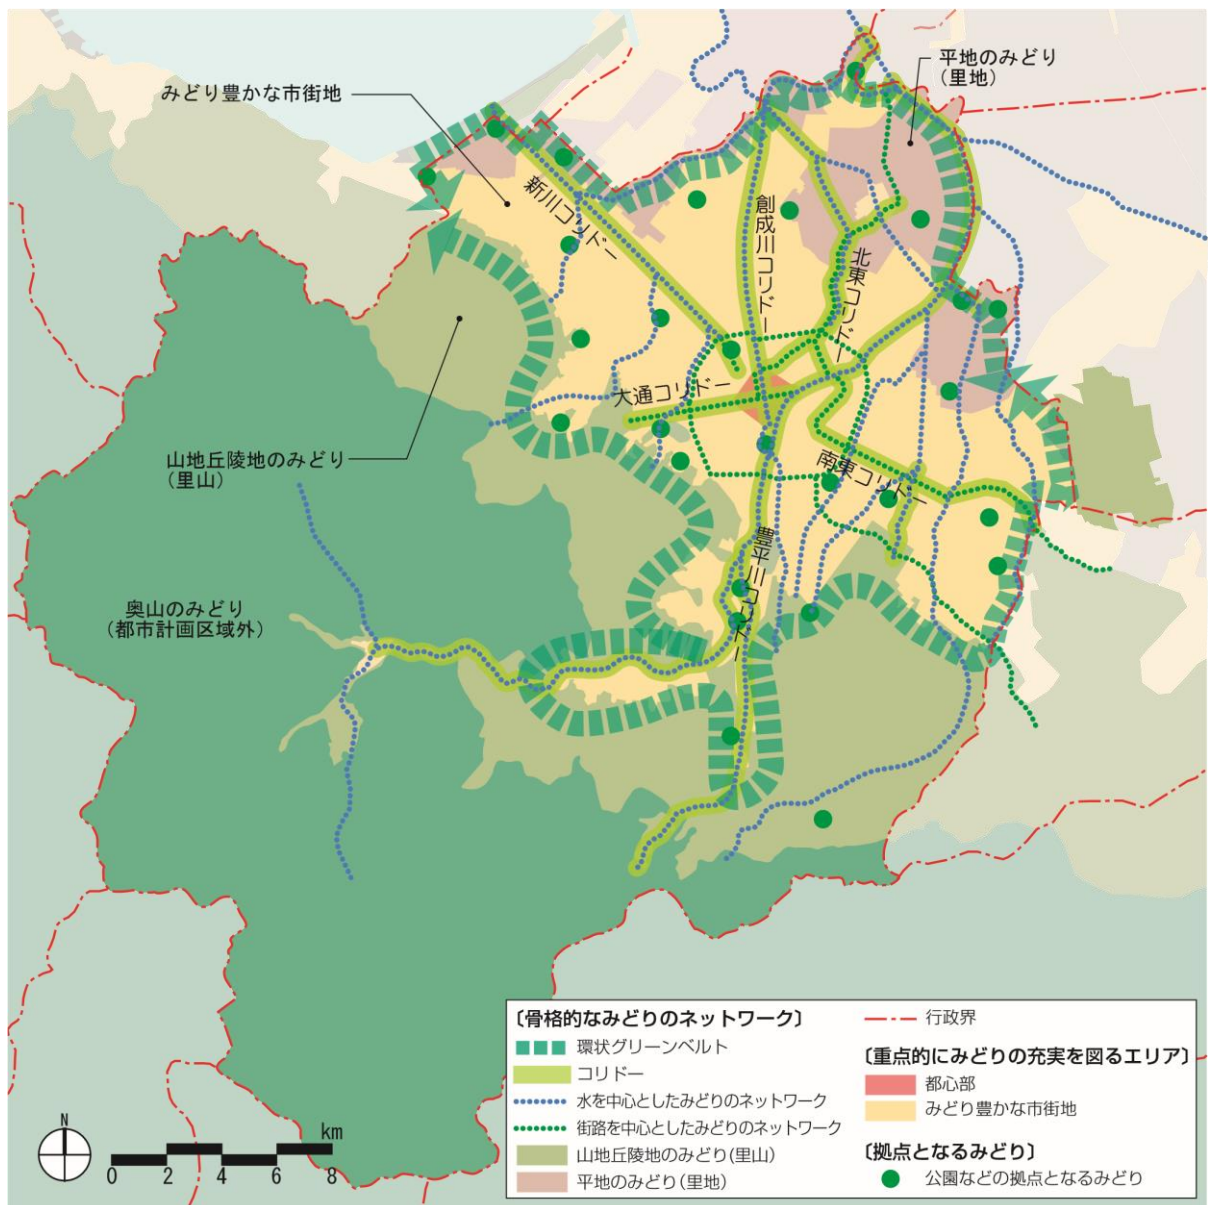 平地のみどり
(里地)
みどり豊かな市街地
新川コリドー
創成川コリドー
北東コリドー
大通コリドー
山地丘陵地のみどり
(里山)
南東コリドー
豊平川コリドー
奥山のみどり
(都市計画区域外)
N
km
0 2 4 6 8
〔骨格的なみどりのネットワーク〕
環状グリーンベルト
コリドー
水を中心としたみどりのネットワーク
街路を中心としたみどりのネットワーク
山地丘陵地のみどり(里山)
平地のみどり(里地)
行政界
〔重点的にみどりの充実を図るエリア〕
都心部
みどり豊かな市街地
〔拠点となるみどり〕
公園などの拠点となるみどり